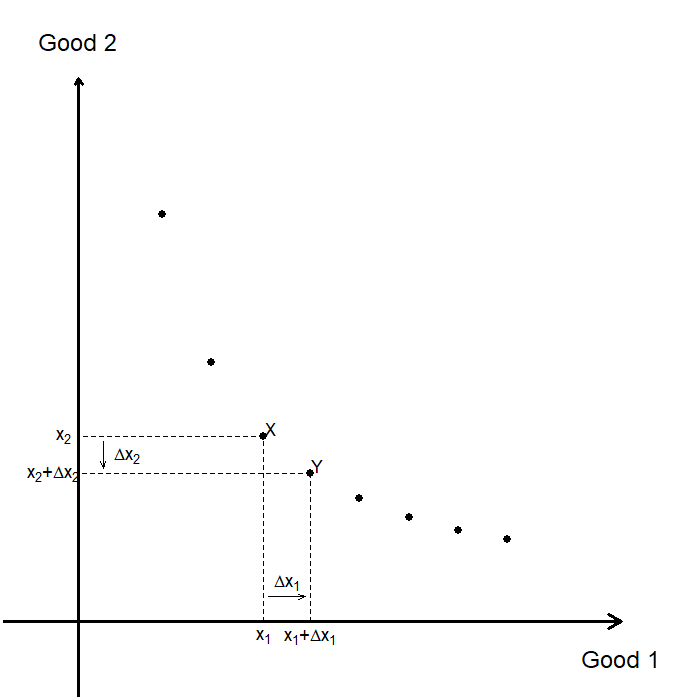 Good 2
X
x₂
Δx₂
Y
x₂+Δx₂
Δx₁
x₁
x₁+Δx₁
Good 1